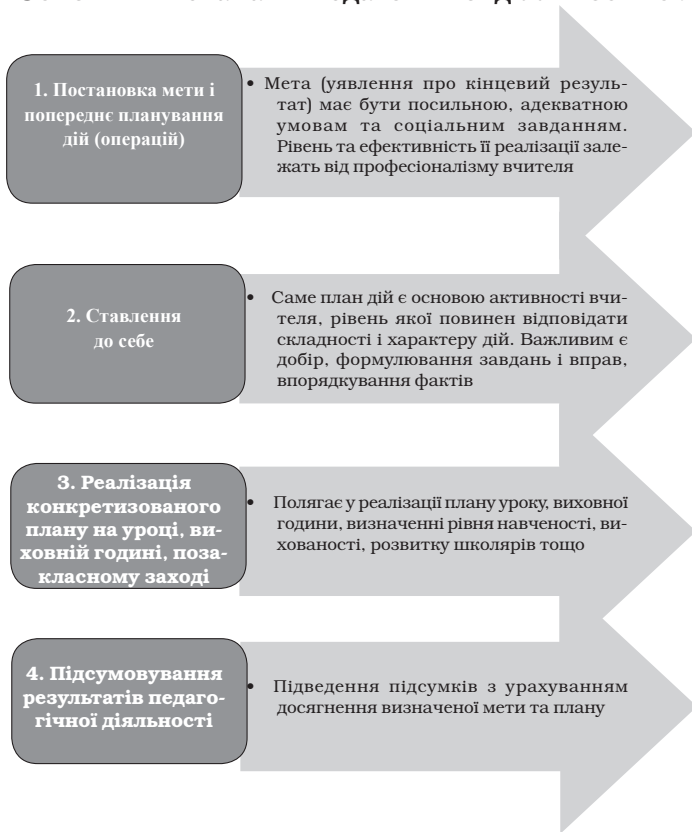 1. Постановка мети і
попереднє планування
дій (операцій)
• Мета (уявлення про кінцевий резуль-
тат) має бути посильною, адекватною
умовам та соціальним завданням.
Рівень та ефективність її реалізації зале-
жать від професіоналізму вчителя
2. Ставлення
до себе
• Саме план дій є основою активності вчи-
теля, рівень якої повинен відповідати
складності і характеру дій. Важливим є
добір, формулювання завдань і вправ,
впорядкування фактів
3. Реалізація
конкретизованого
плану на уроці, ви-
ховній годині, поза-
класному заході
• Полягає у реалізації плану уроку, виховної
години, визначенні рівня навченості, ви-
хованості, розвитку школярів тощо
4. Підсумовування
результатів педаго-
гічної діяльності
• Підведення підсумків з урахуванням
досягнення визначеної мети та плану